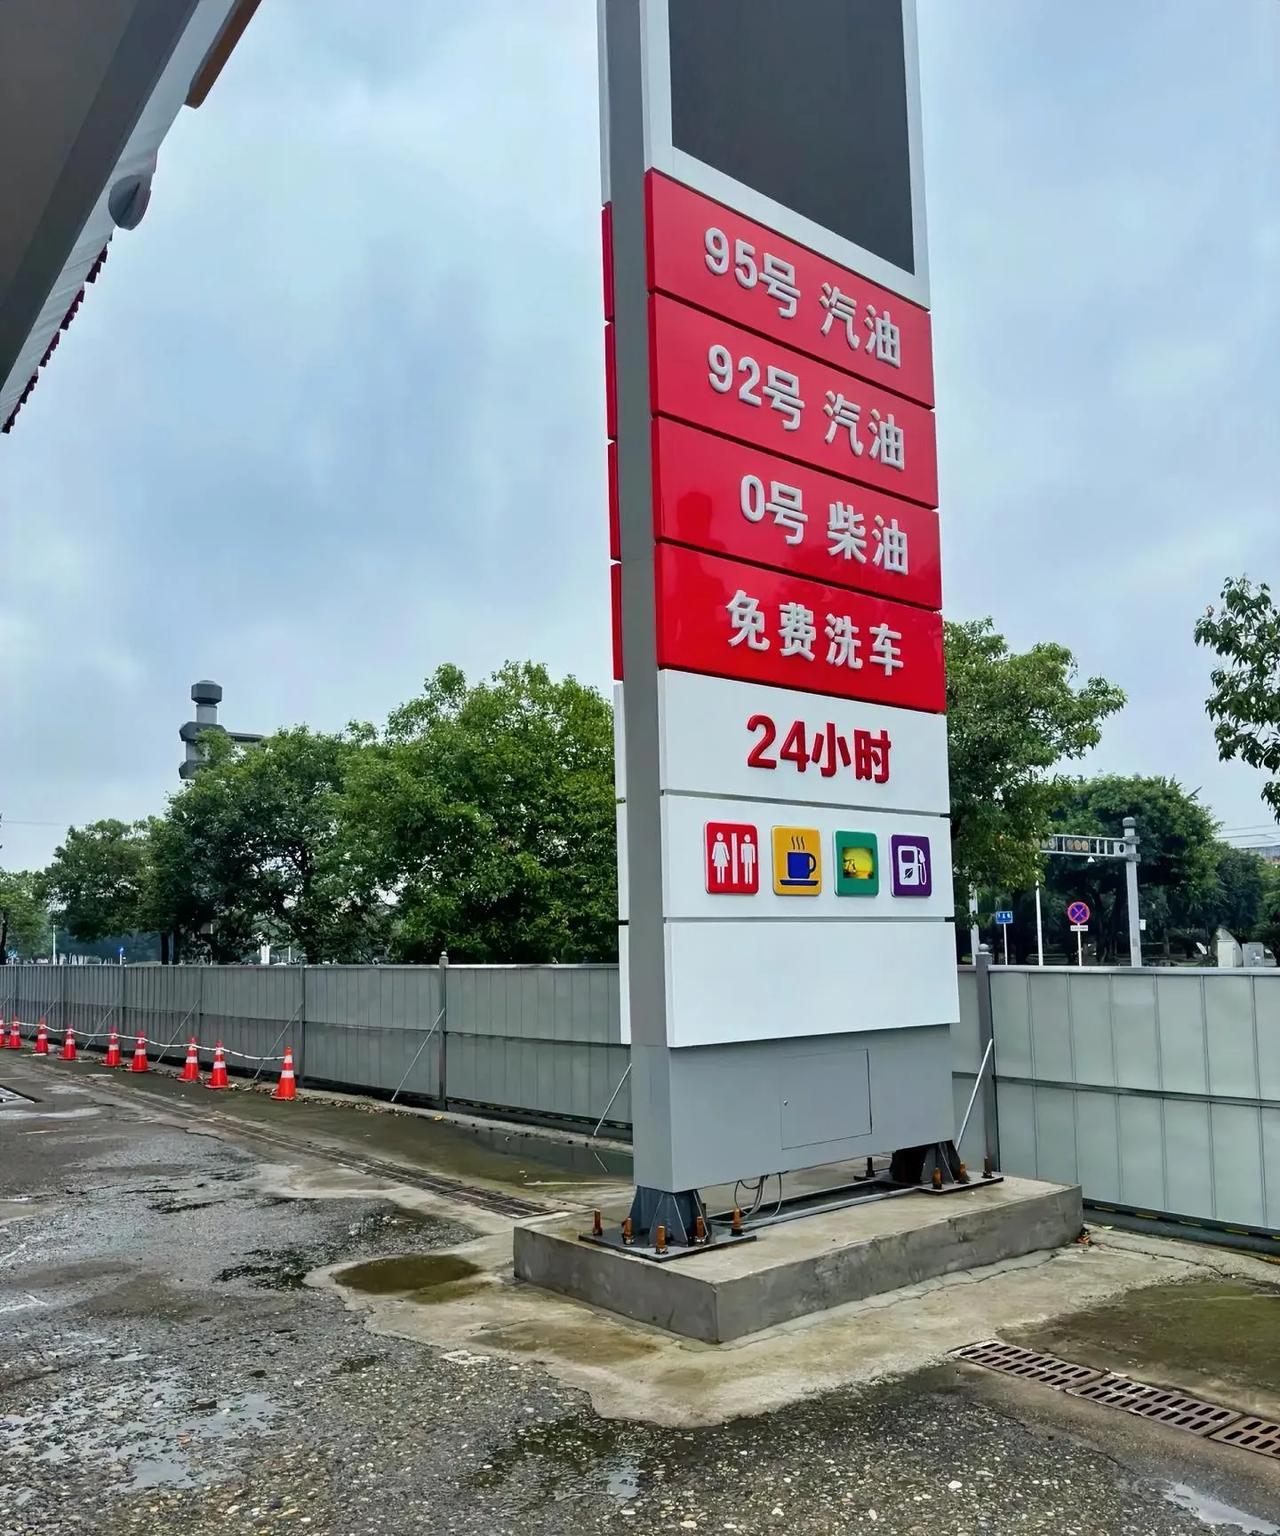 95号 汽油
92号 汽油
0号 柴油
免费洗车
24小时